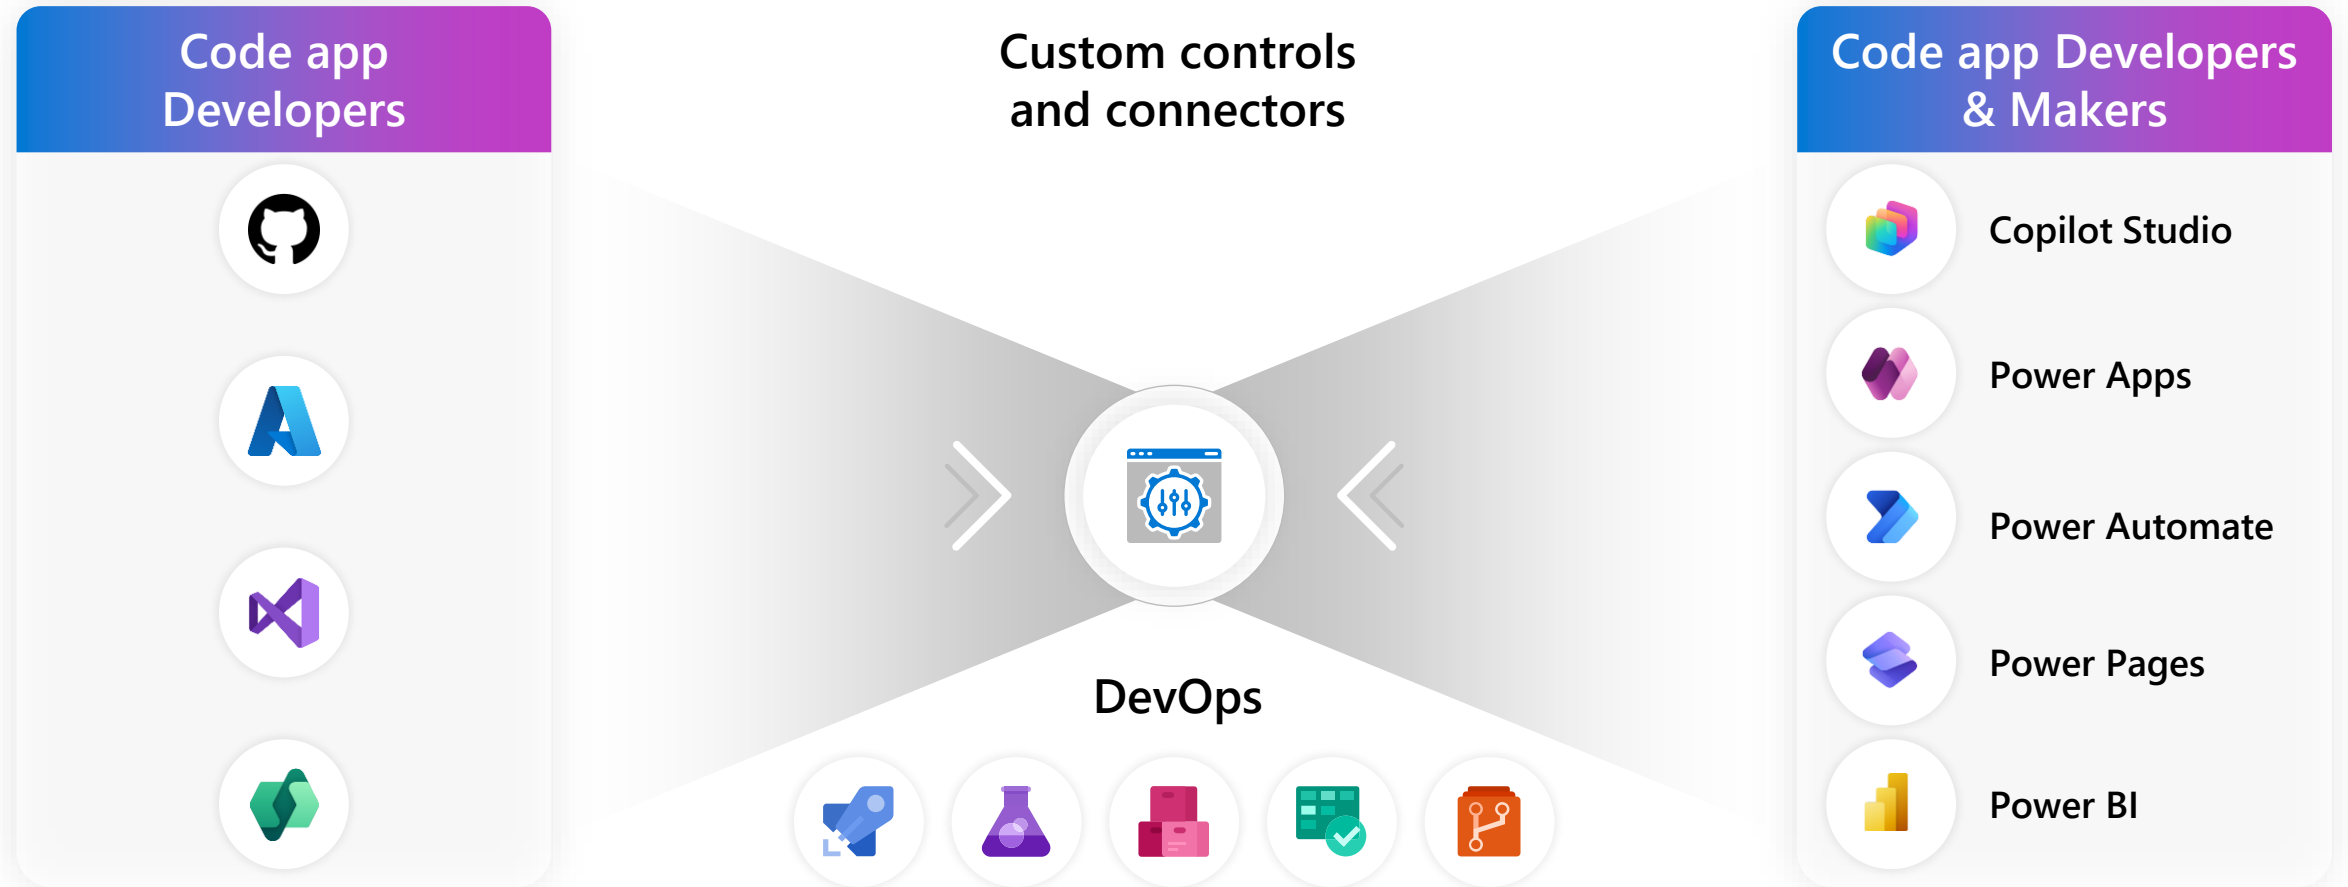 Code app
Developers
Custom controls
and connectors
DevOps
Code app Developers
& Makers
Copilot Studio
Power Apps
Power Automate
Power Pages
Power BI